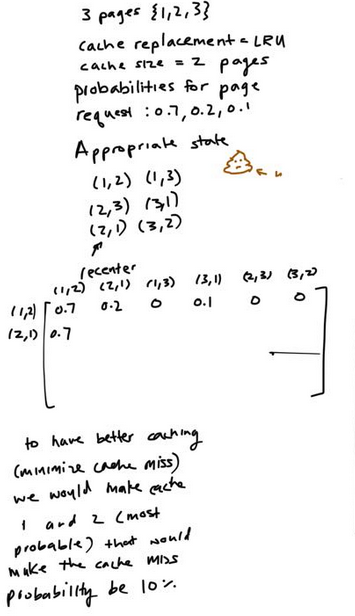 3 pages {1,2,3}
cache replacement = LRU
cache size = 2 pages
probabilities for page
request : 0.7, 0.2, 0.1
Appropriate state
(1,2) (1,3)
(2,3) (3,1)
(2,1) (3,2)
recenter
(1,2) (2,1) (1,3) (3,1) (2,3) (3,2)
(1,2) 0.7 0.2 0 0.1 0 0
(2,1) 0.7
to have better caching
(minimize cache miss)
we would make cache
1 and 2 (most
probable) that would
make the cache miss
probability be 10%